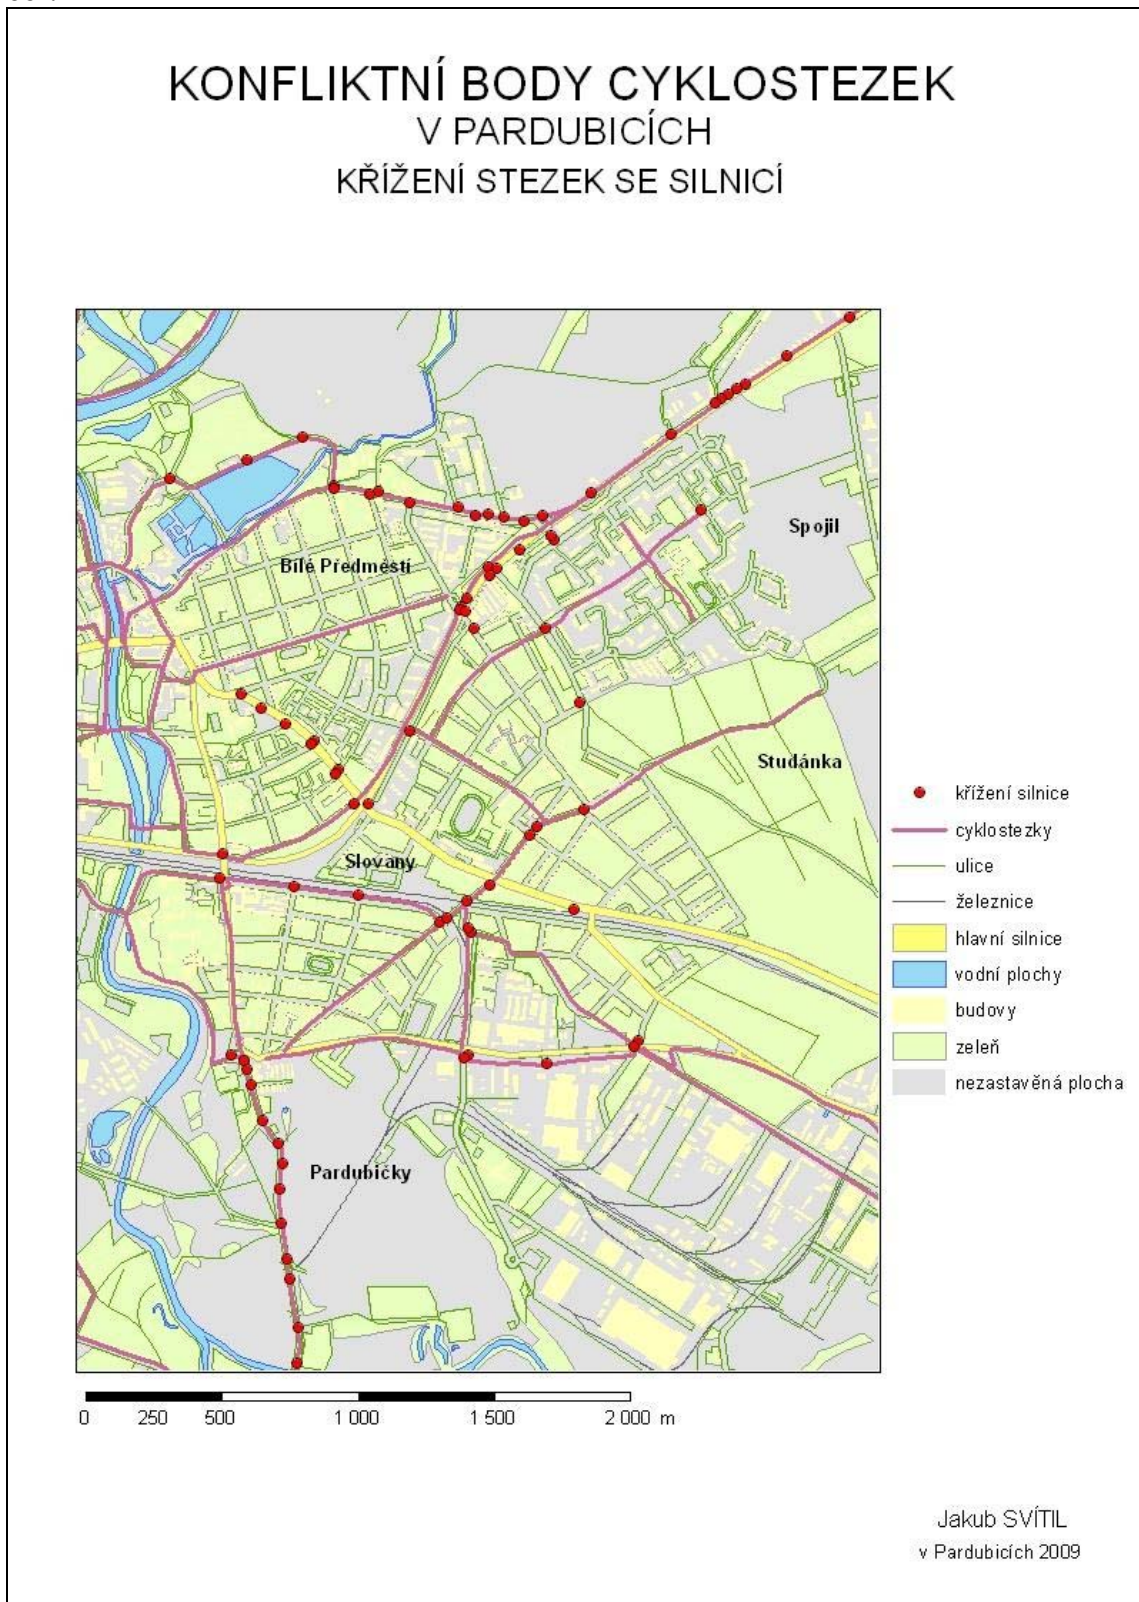 KONFLIKTNÍ BODY CYKLOSTEZEK
V PARDUBICÍCH
KŘÍŽENÍ STEZEK SE SILNICÍ
Spojil
Bílé Předměstí
Studánka
Slovany
Pardubičky
křížení silnice
cyklostezky
ulice
železnice
hlavní silnice
vodní plochy
budovy
zeleň
nezastavěná plocha
0 250 500 1 000 1 500 2 000 m
Jakub SVÍTIL
v Pardubicích 2009